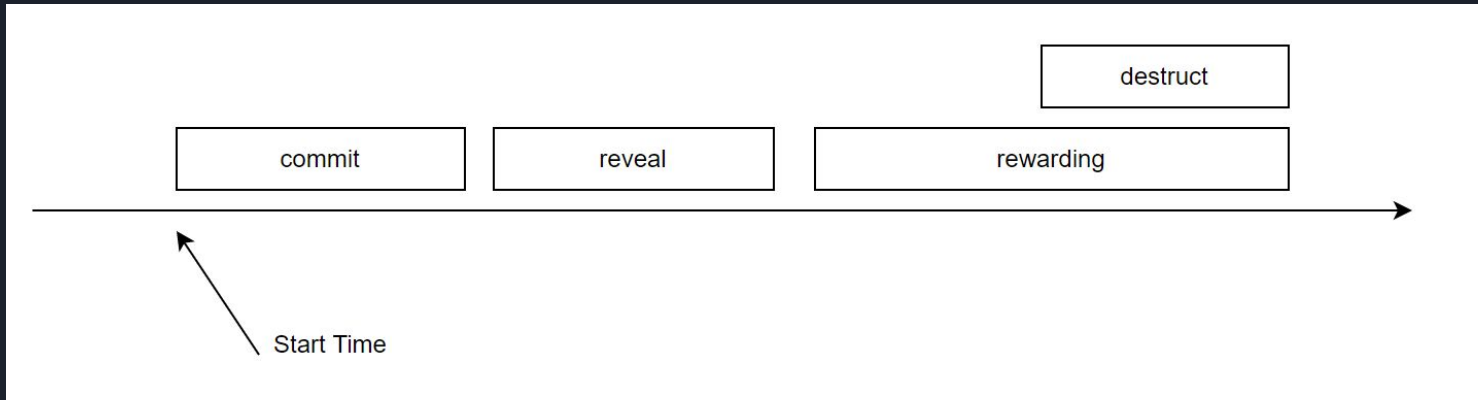 destruct
commit
reveal
rewarding
Start Time